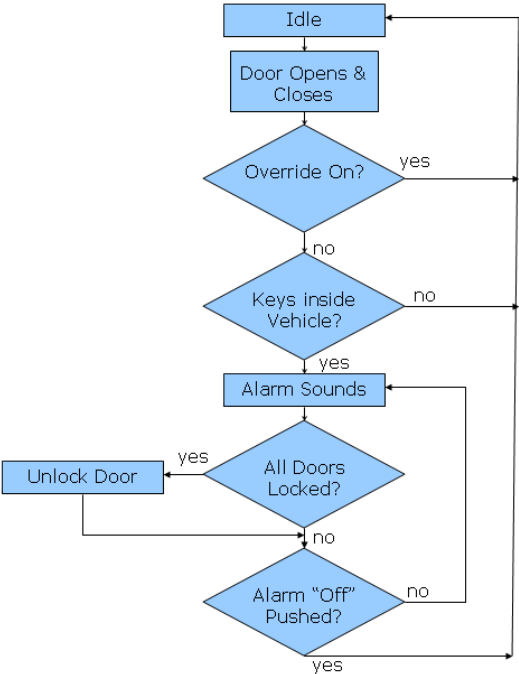 Idle
Door Opens &
Closes
Override On?
yes
no
Keys inside
Vehicle?
no
yes
Alarm Sounds
yes
All Doors
Locked?
Unlock Door
no
Alarm “Off”
Pushed?
no
yes